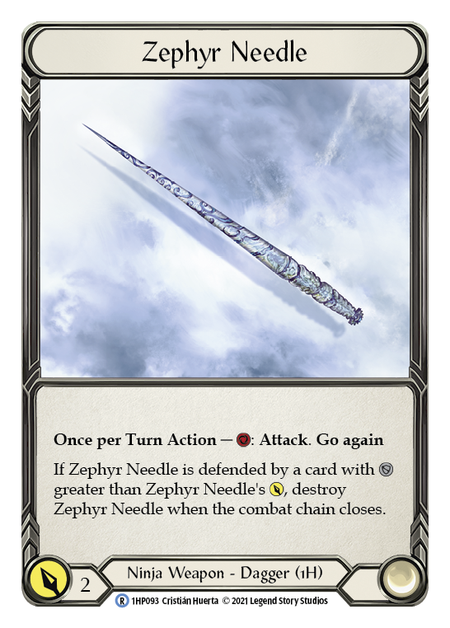 Zephyr Needle
Once per Turn Action — : Attack. Go again
If Zephyr Needle is defended by a card with
greater than Zephyr Needle's , destroy
Zephyr Needle when the combat chain closes.
2
Ninja Weapon - Dagger (1H)
R 1HP093 Cristián Huerta © 2021 Legend Story Studios